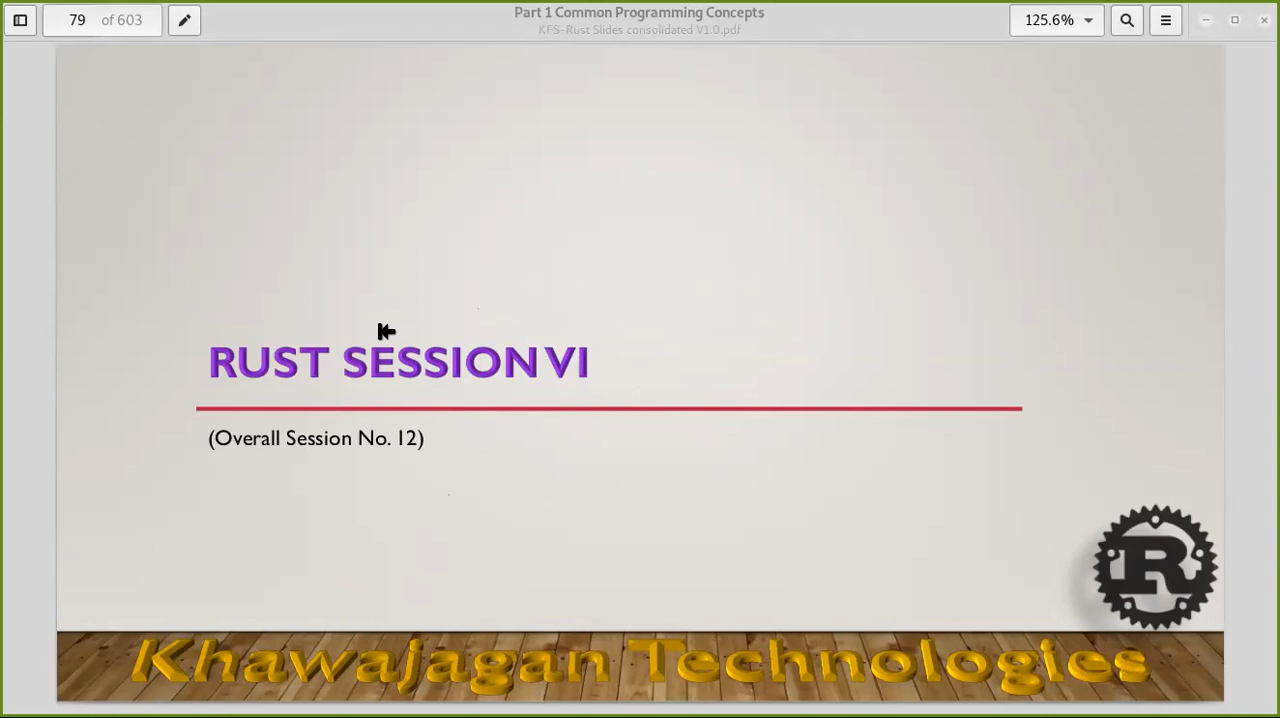 79 of 603
Part 1 Common Programming Concepts
KFS-Rust Slides consolidated V1.0.pdf
125.6%
RUST SESSION VI
(Overall Session No. 12)
R
Khawajagan Technologies